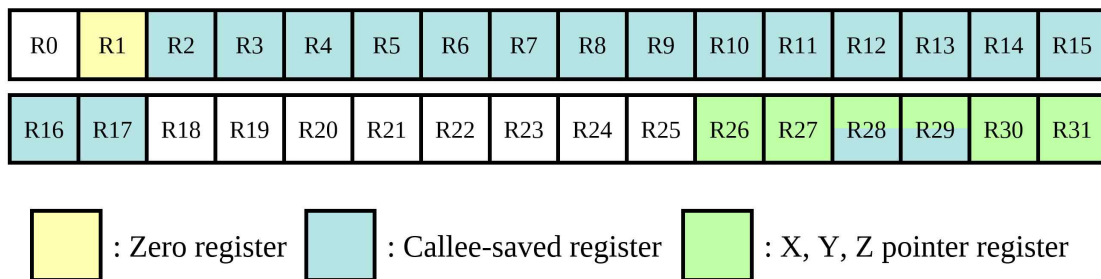 R0 R1 R2 R3 R4 R5 R6 R7 R8 R9 R10 R11 R12 R13 R14 R15
R16 R17 R18 R19 R20 R21 R22 R23 R24 R25 R26 R27 R28 R29 R30 R31
: Zero register : Callee-saved register : X, Y, Z pointer register